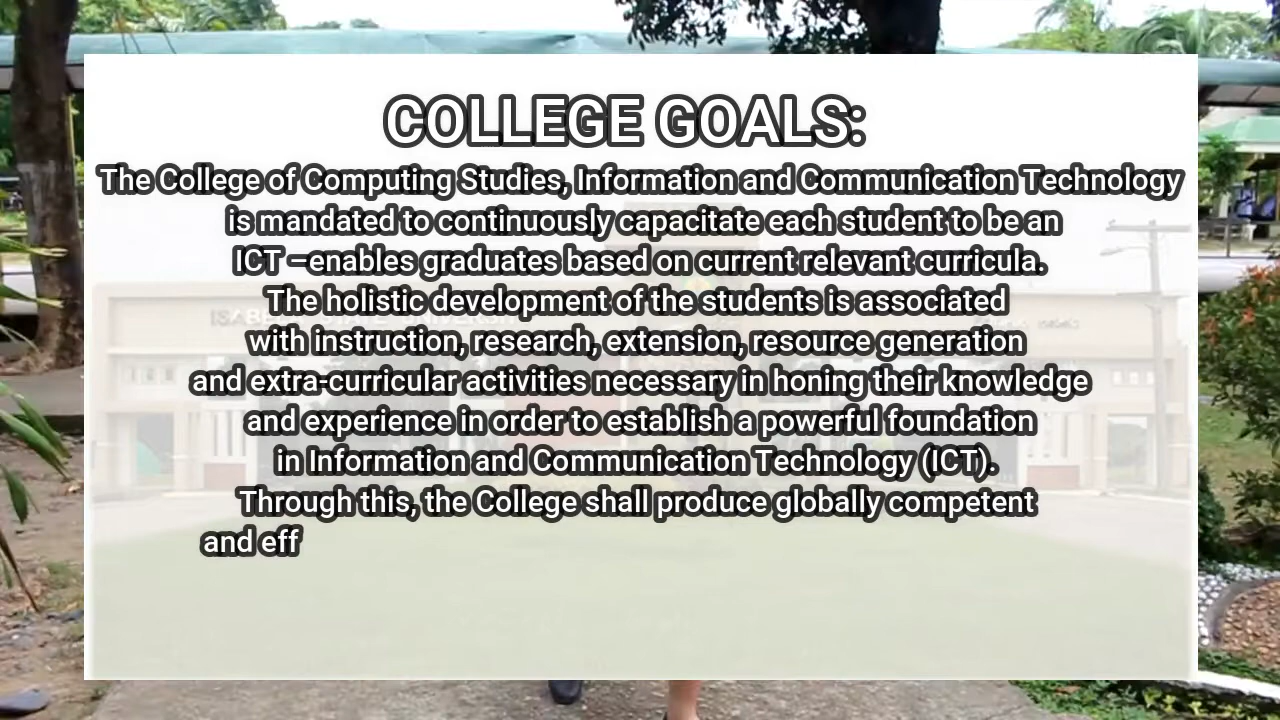 COLLEGE GOALS:
The College of Computing Studies, Information and Communication Technology
is mandated to continuously capacitate each student to be an
ICT –enables graduates based on current relevant curricula.
The holistic development of the students is associated
with instruction, research, extension, resource generation
and extra-curricular activities necessary in honing their knowledge
and experience in order to establish a powerful foundation
in Information and Communication Technology (ICT).
Through this, the College shall produce globally competent
and eff